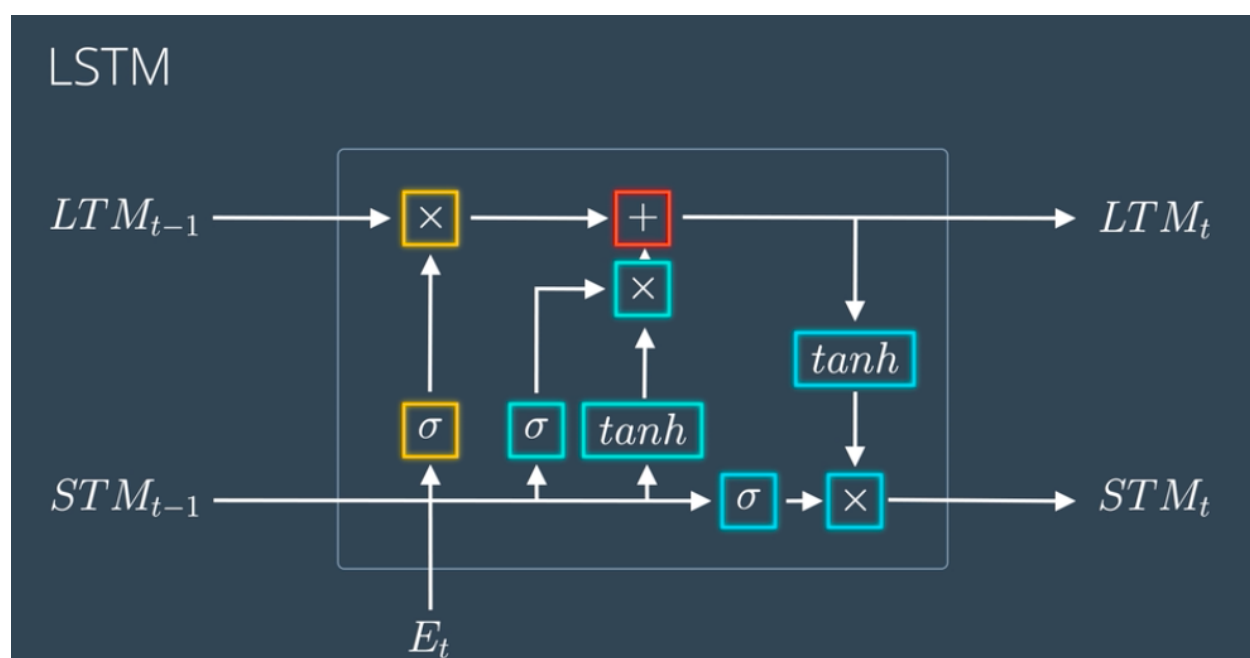 LSTM
LTM_{t-1} × + LTM_t
×
tanh
σ σ tanh
STM_{t-1} σ × STM_t
E_t